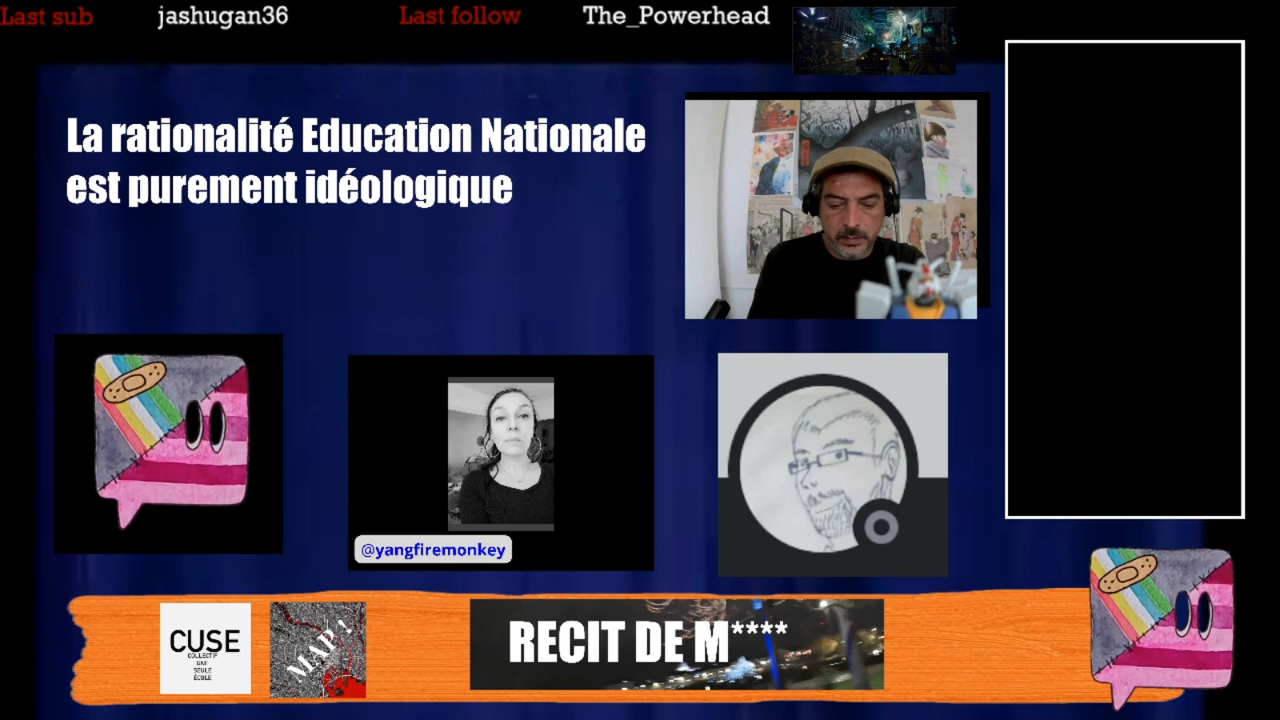 Last sub jashugan36 Last follow The_Powerhead
La rationalité Education Nationale
est purement idéologique
@yangfiremonkey
CUSE
COLLECTIF
UNE
SEULE
ÉCOLE
MAP !
RECIT DE M****